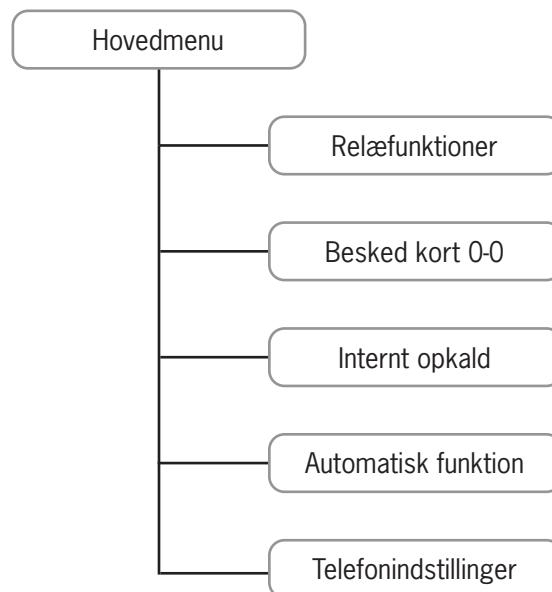 Hovedmenu
Relæfunktioner
Besked kort 0-0
Internt opkald
Automatisk funktion
Telefonindstillinger